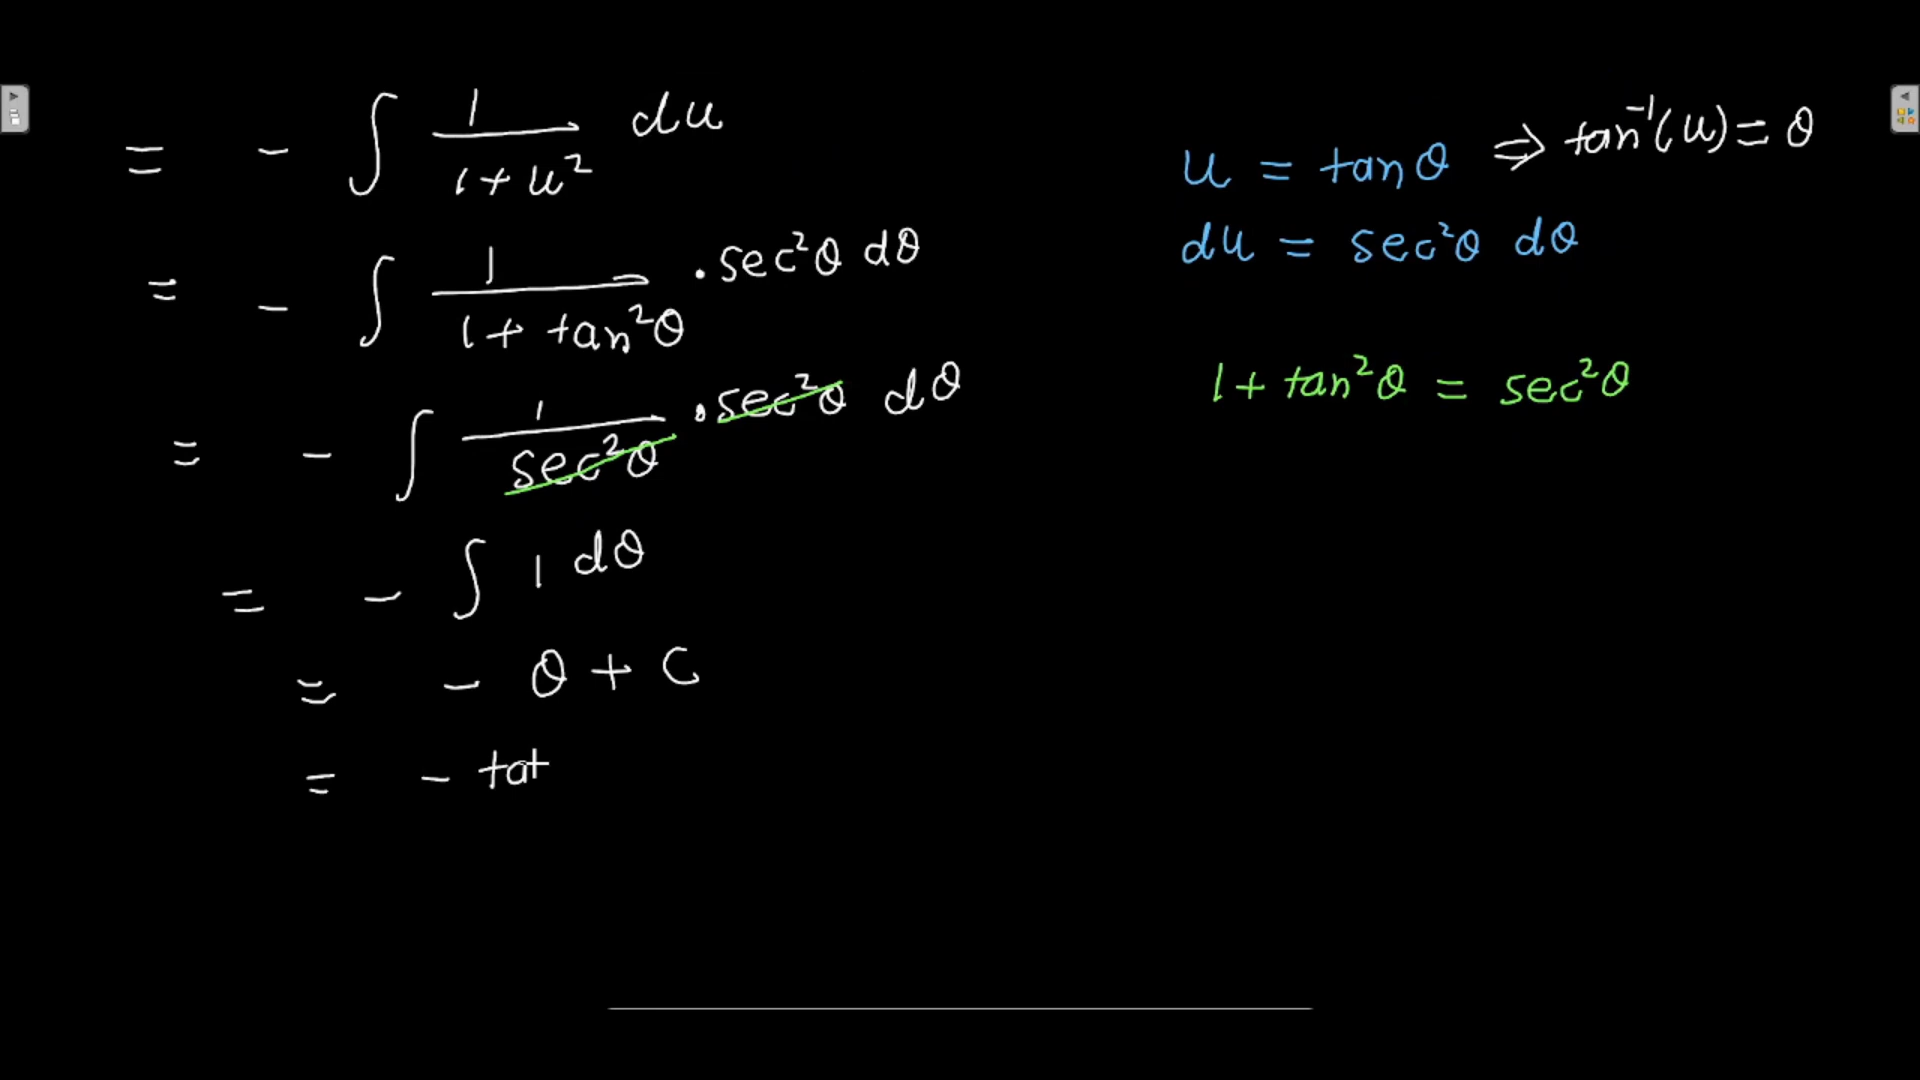 = - ∫ 1/(1+u²) du
= - ∫ 1/(1+tan²θ) . sec²θ dθ
= - ∫ 1/sec²θ . sec²θ dθ
= - ∫ 1 dθ
= - θ + C
= - tat
u = tanθ ⇒ tan⁻¹(u) = θ
du = sec²θ dθ
1 + tan²θ = sec²θ